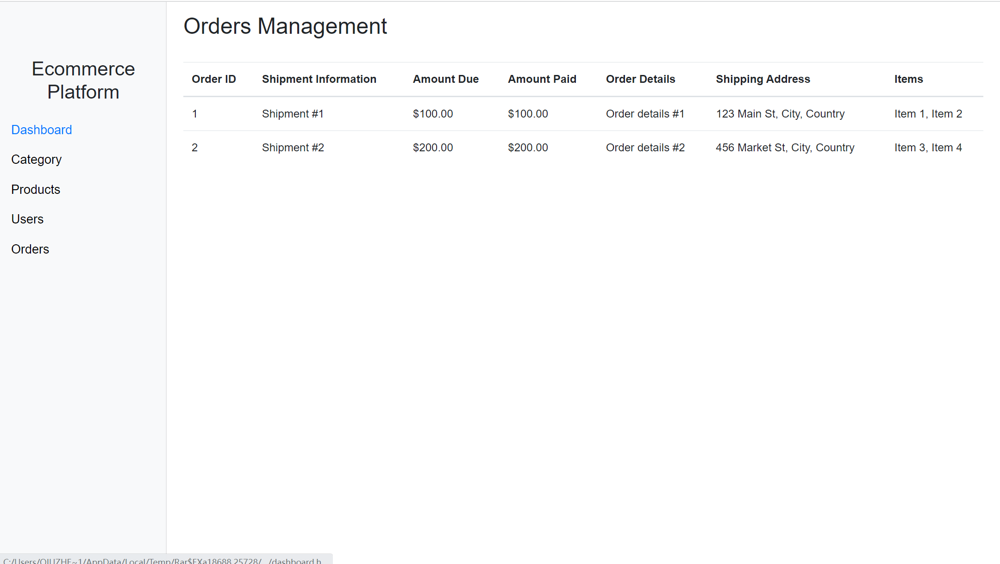 Orders Management
Ecommerce
Platform
Dashboard
Category
Products
Users
Orders
Order ID Shipment Information Amount Due Amount Paid Order Details Shipping Address Items
1 Shipment #1 $100.00 $100.00 Order details #1 123 Main St, City, Country Item 1, Item 2
2 Shipment #2 $200.00 $200.00 Order details #2 456 Market St, City, Country Item 3, Item 4
C:/Users/QIUZHE~1/AppData/Local/Temp/Rar$EXa18688.25728/.../dashboard.h...